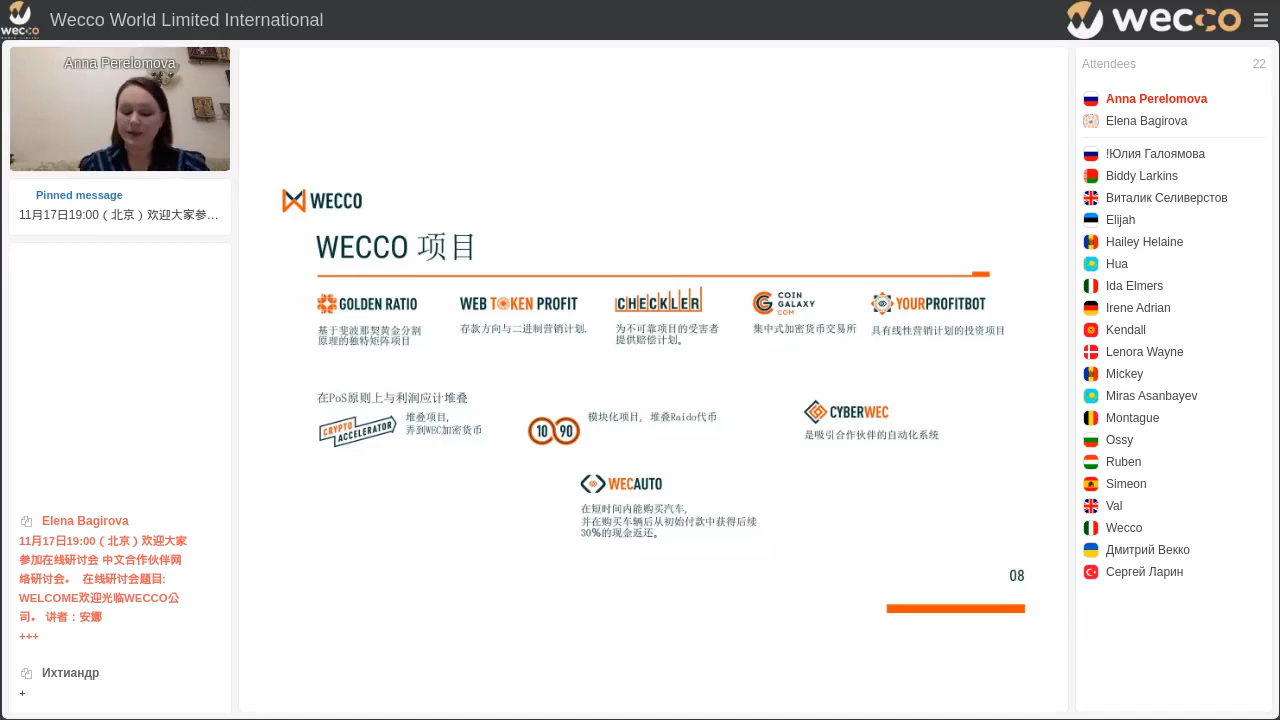 wecco
WORLD LIMITED
Wecco World Limited International
wecco
Anna Perelomova
Pinned message
11月17日19:00（北京）欢迎大家参…
Elena Bagirova
11月17日19:00（北京）欢迎大家
参加在线研讨会 中文合作伙伴网
络研讨会。 在线研讨会题目:
WELCOME欢迎光临WECCO公
司。 讲者：安娜
+++
Ихтиандр
+
WECCO
WECCO 项目
GOLDEN RATIO
基于斐波那契黄金分割
原理的独特矩阵项目
WEB TOKEN PROFIT
存款方向与二进制营销计划.
CHECKLER
为不可靠项目的受害者
提供赔偿计划。
COIN
GALAXY
COM
集中式加密货币交易所
YOURPROFITBOT
具有线性营销计划的投资项目
在PoS原则上与利润应计堆叠
CRYPTO
ACCELERATOR
堆叠项目,
弄到WEC加密货币
10 90
模块化项目, 堆叠Raido代币
CYBERWEC
是吸引合作伙伴的自动化系统
WECAUTO
在短时间内能购买汽车,
并在购买车辆后从初始付款中获得后续
30%的现金返还。
08
Attendees 22
Anna Perelomova
Elena Bagirova
!Юлия Галоямова
Biddy Larkins
Виталик Селиверстов
Elijah
Hailey Helaine
Hua
Ida Elmers
Irene Adrian
Kendall
Lenora Wayne
Mickey
Miras Asanbayev
Montague
Ossy
Ruben
Simeon
Val
Wecco
Дмитрий Векко
Сергей Ларин